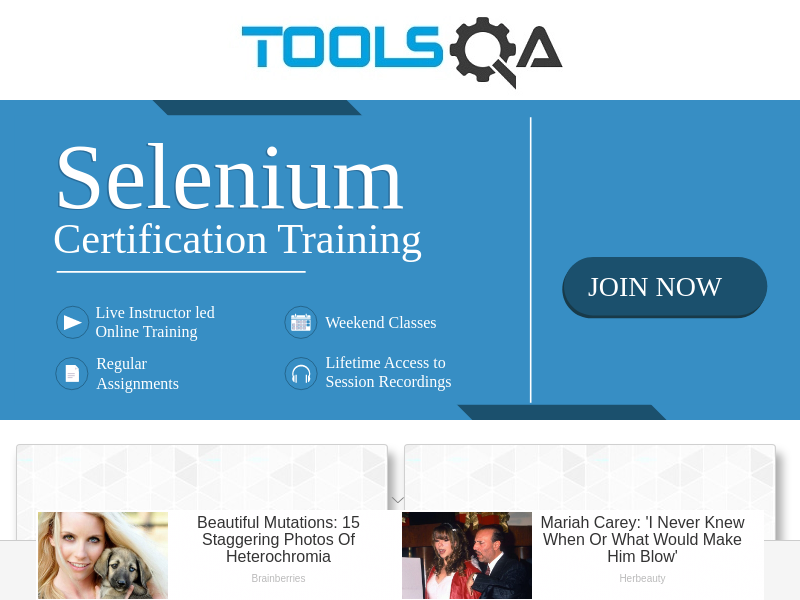 TOOLSQA
Selenium
Certification Training
JOIN NOW
Live Instructor led
Online Training
Weekend Classes
Regular
Assignments
Lifetime Access to
Session Recordings
Beautiful Mutations: 15
Staggering Photos Of
Heterochromia
Brainberries
Mariah Carey: 'I Never Knew
When Or What Would Make
Him Blow'
Herbeauty